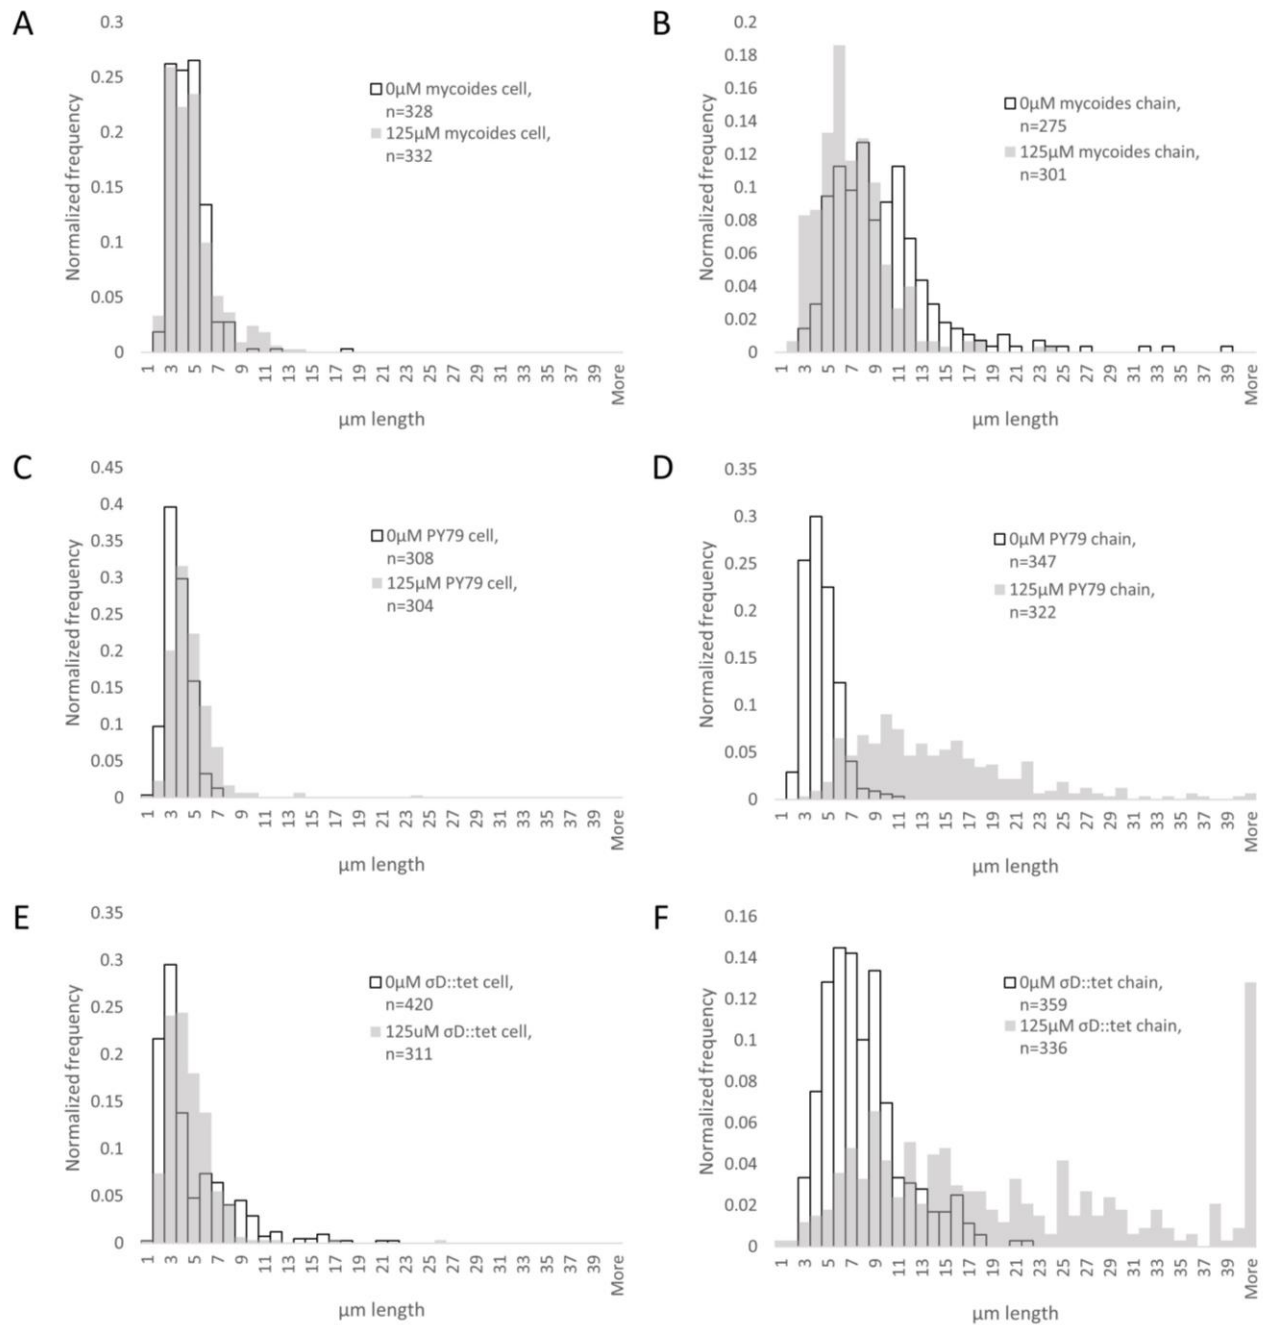 A
Normalized frequency
0.3
0.25
0.2
0.15
0.1
0.05
0
0µM mycoides cell,
n=328
125µM mycoides cell,
n=332
1 3 5 7 9 11 13 15 17 19 21 23 25 27 29 31 33 35 37 39 More
µm length
B
Normalized frequency
0.2
0.18
0.16
0.14
0.12
0.1
0.08
0.06
0.04
0.02
0
0µM mycoides chain,
n=275
125µM mycoides chain,
n=301
1 3 5 7 9 11 13 15 17 19 21 23 25 27 29 31 33 35 37 39 More
µm length
C
Normalized frequency
0.45
0.4
0.35
0.3
0.25
0.2
0.15
0.1
0.05
0
0µM PY79 cell,
n=308
125µM PY79 cell,
n=304
1 3 5 7 9 11 13 15 17 19 21 23 25 27 29 31 33 35 37 39 More
µm length
D
Normalized frequency
0.35
0.3
0.25
0.2
0.15
0.1
0.05
0
0µM PY79 chain,
n=347
125µM PY79 chain,
n=322
1 3 5 7 9 11 13 15 17 19 21 23 25 27 29 31 33 35 37 39 More
µm length
E
Normalized frequency
0.35
0.3
0.25
0.2
0.15
0.1
0.05
0
0µM σD::tet cell,
n=420
125uM σD::tet cell,
n=311
1 3 5 7 9 11 13 15 17 19 21 23 25 27 29 31 33 35 37 39 More
µm length
F
Normalized frequency
0.16
0.14
0.12
0.1
0.08
0.06
0.04
0.02
0
0µM σD::tet chain,
n=359
125µM σD::tet chain,
n=336
1 3 5 7 9 11 13 15 17 19 21 23 25 27 29 31 33 35 37 39 More
µm length